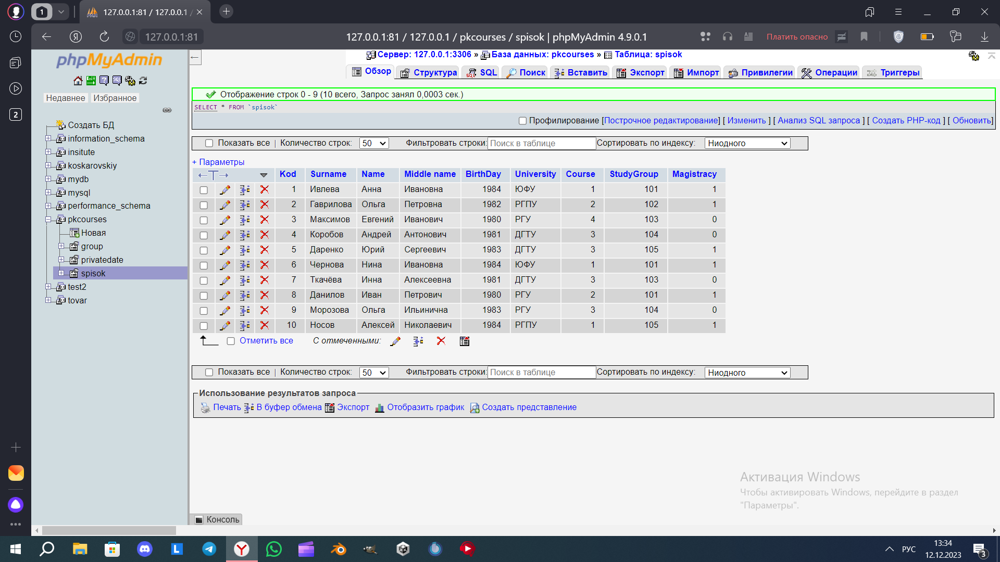 1
127.0.0.1:81 / 127.0.0.1 /
127.0.0.1:81
127.0.0.1:81 / 127.0.0.1 / pkcourses / spisok | phpMyAdmin 4.9.0.1
Платить опасно
2
phpMyAdmin
Недавнее Избранное
Создать БД
information_schema
insitute
koskarovskiy
mydb
mysql
performance_schema
pkcourses
Новая
group
privatedate
spisok
test2
tovar
Сервер: 127.0.0.1:3306 » База данных: pkcourses » Таблица: spisok
Обзор Структура SQL Поиск Вставить Экспорт Импорт Привилегии Операции Триггеры
Отображение строк 0 - 9 (10 всего, Запрос занял 0,0003 сек.)
SELECT * FROM `spisok`
Профилирование [Построчное редактирование] [ Изменить ] [ Анализ SQL запроса ] [ Создать PHP-код ] [ Обновить]
Показать все | Количество строк: 50 Фильтровать строки: Поиск в таблице Сортировать по индексу: Ниодного
+ Параметры
←T→ Kod Surname Name Middle name BirthDay University Course StudyGroup Magistracy
1 Ивлева Анна Ивановна 1984 ЮФУ 1 101 1
2 Гаврилова Ольга Петровна 1982 РГПУ 2 102 1
3 Максимов Евгений Иванович 1980 РГУ 4 103 0
4 Коробов Андрей Антонович 1981 ДГТУ 3 104 0
5 Даренко Юрий Сергеевич 1983 ДГТУ 3 105 1
6 Чернова Нина Ивановна 1984 ЮФУ 1 101 1
7 Ткачёва Инна Алексеевна 1981 ДГТУ 3 103 0
8 Данилов Иван Петрович 1980 РГУ 2 101 1
9 Морозова Ольга Ильинична 1983 РГУ 3 104 0
10 Носов Алексей Николаевич 1984 РГПУ 1 105 1
Отметить все С отмеченными:
Показать все | Количество строк: 50 Фильтровать строки: Поиск в таблице Сортировать по индексу: Ниодного
Использование результатов запроса
Печать В буфер обмена Экспорт Отобразить график Создать представление
Активация Windows
Чтобы активировать Windows, перейдите в раздел
"Параметры".
Консоль
РУС
13:34
12.12.2023
3